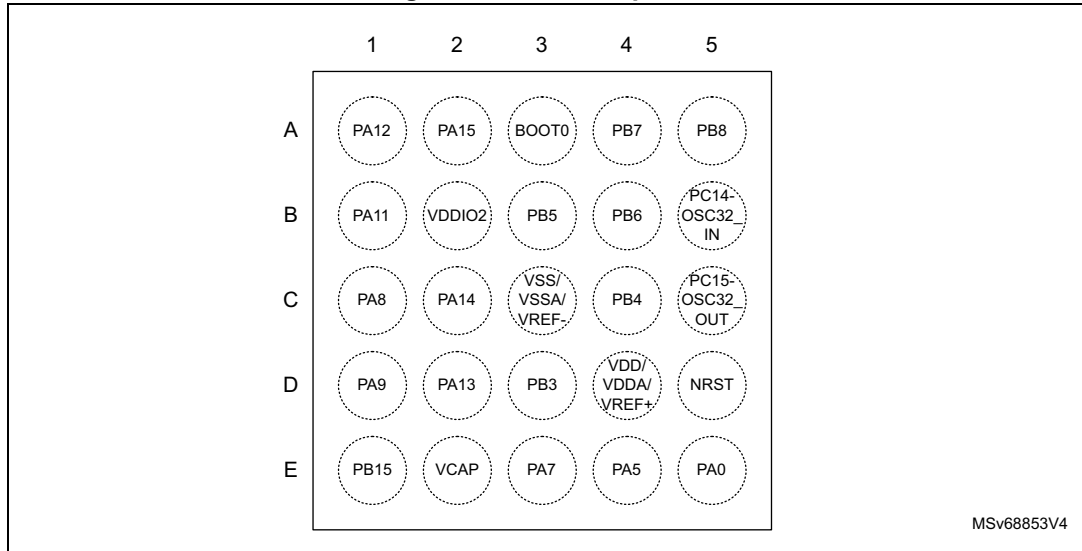 1 2 3 4 5
A PA12 PA15 BOOT0 PB7 PB8
B PA11 VDDIO2 PB5 PB6 PC14-
OSC32_
IN
C PA8 PA14 VSS/
VSSA/
VREF- PB4 PC15-
OSC32_
OUT
D PA9 PA13 PB3 VDD/
VDDA/
VREF+ NRST
E PB15 VCAP PA7 PA5 PA0
MSv68853V4